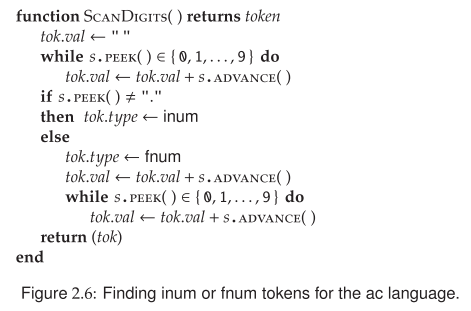 function SCANDIGITS( ) returns token
tok.val ← " "
while s.PEEK( ) ∈ { 0, 1, . . . , 9 } do
tok.val ← tok.val + s.ADVANCE( )
if s.PEEK( ) ≠ "."
then tok.type ← inum
else
tok.type ← fnum
tok.val ← tok.val + s.ADVANCE( )
while s.PEEK( ) ∈ { 0, 1, . . . , 9 } do
tok.val ← tok.val + s.ADVANCE( )
return (tok)
end
Figure 2.6: Finding inum or fnum tokens for the ac language.